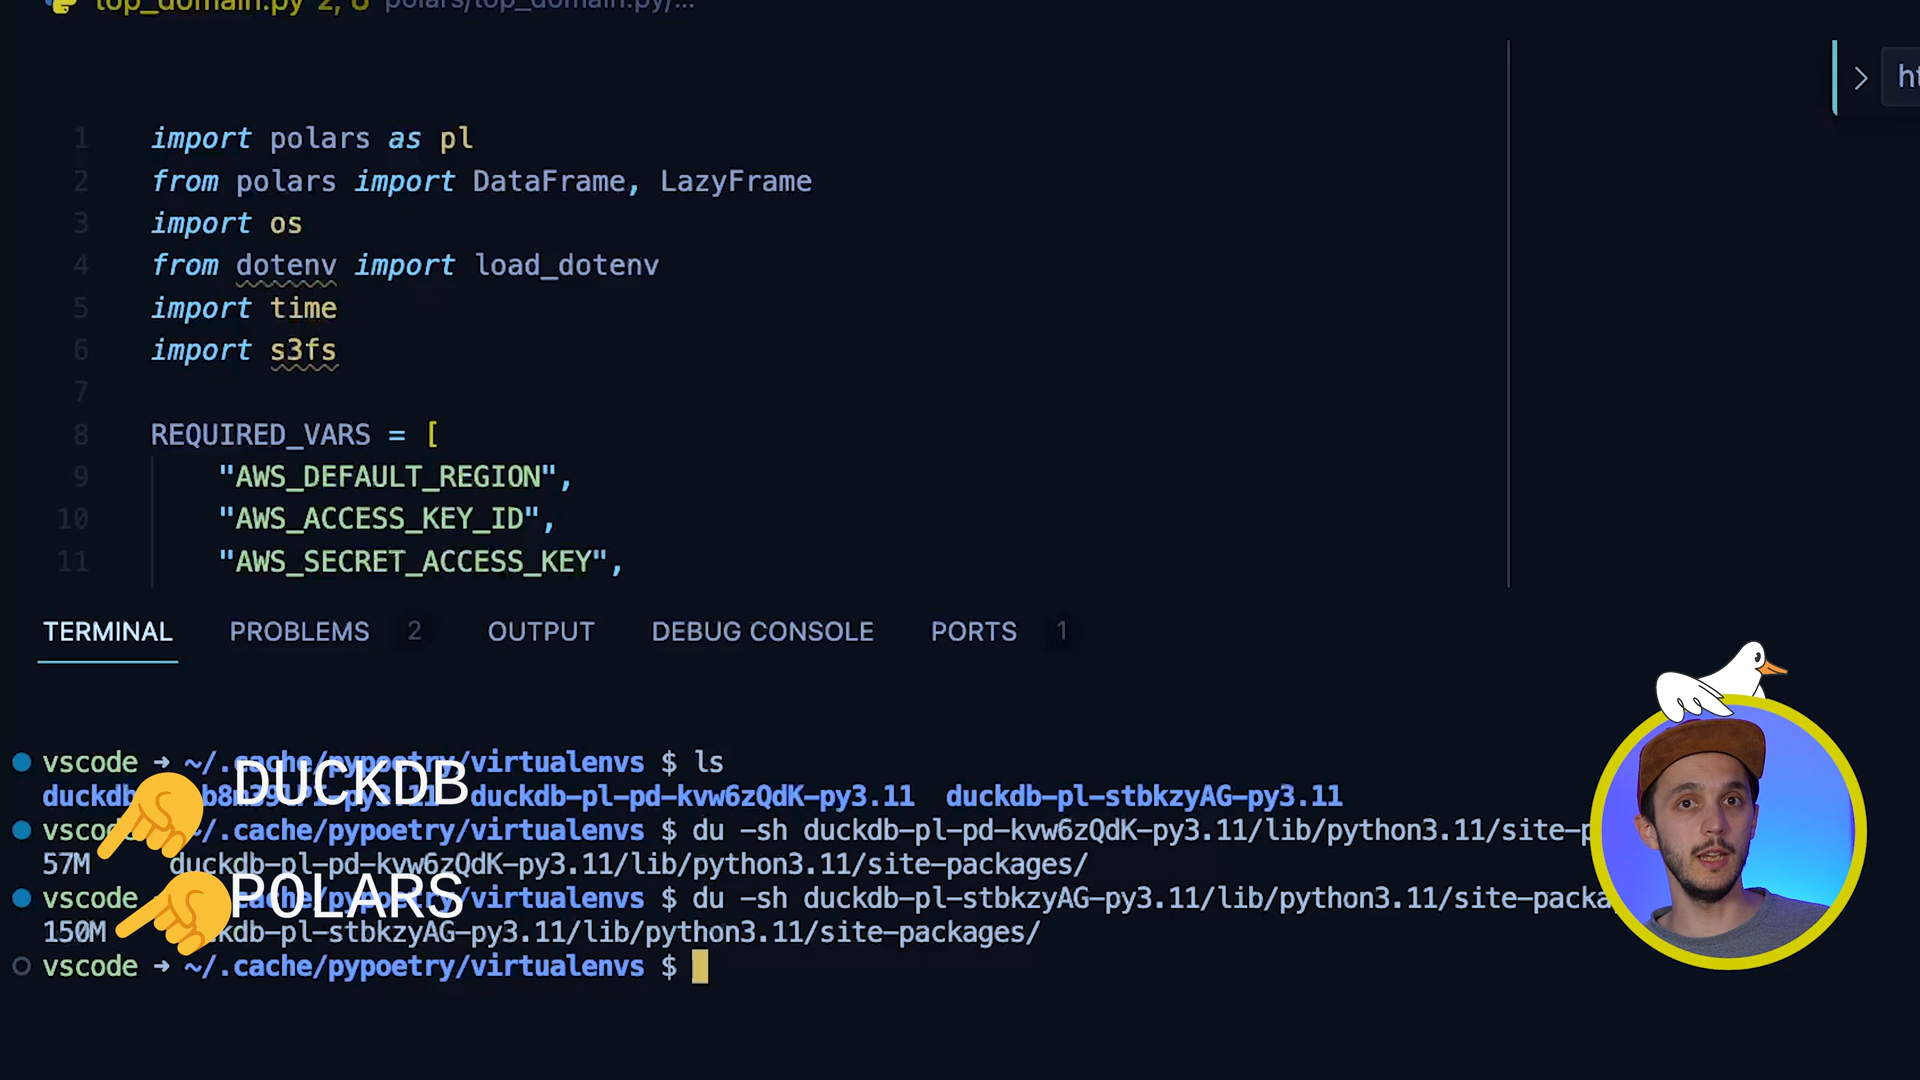 top_domain.py 2, U polars/top_domain.py/...
1 import polars as pl
2 from polars import DataFrame, LazyFrame
3 import os
4 from dotenv import load_dotenv
5 import time
6 import s3fs
7
8 REQUIRED_VARS = [
9 "AWS_DEFAULT_REGION",
10 "AWS_ACCESS_KEY_ID",
11 "AWS_SECRET_ACCESS_KEY",
TERMINAL PROBLEMS 2 OUTPUT DEBUG CONSOLE PORTS 1
vscode → ~/.cache/pypoetry/virtualenvs $ ls
DUCKDB
duckdb-pl-pd-kvw6zQdK-py3.11 duckdb-pl-stbkzyAG-py3.11
~/.cache/pypoetry/virtualenvs $ du -sh duckdb-pl-pd-kvw6zQdK-py3.11/lib/python3.11/site-p
57M duckdb-pl-pd-kvw6zQdK-py3.11/lib/python3.11/site-packages/
POLARS
vscode ~/.cache/pypoetry/virtualenvs $ du -sh duckdb-pl-stbkzyAG-py3.11/lib/python3.11/site-packa
150M kdb-pl-stbkzyAG-py3.11/lib/python3.11/site-packages/
vscode → ~/.cache/pypoetry/virtualenvs $